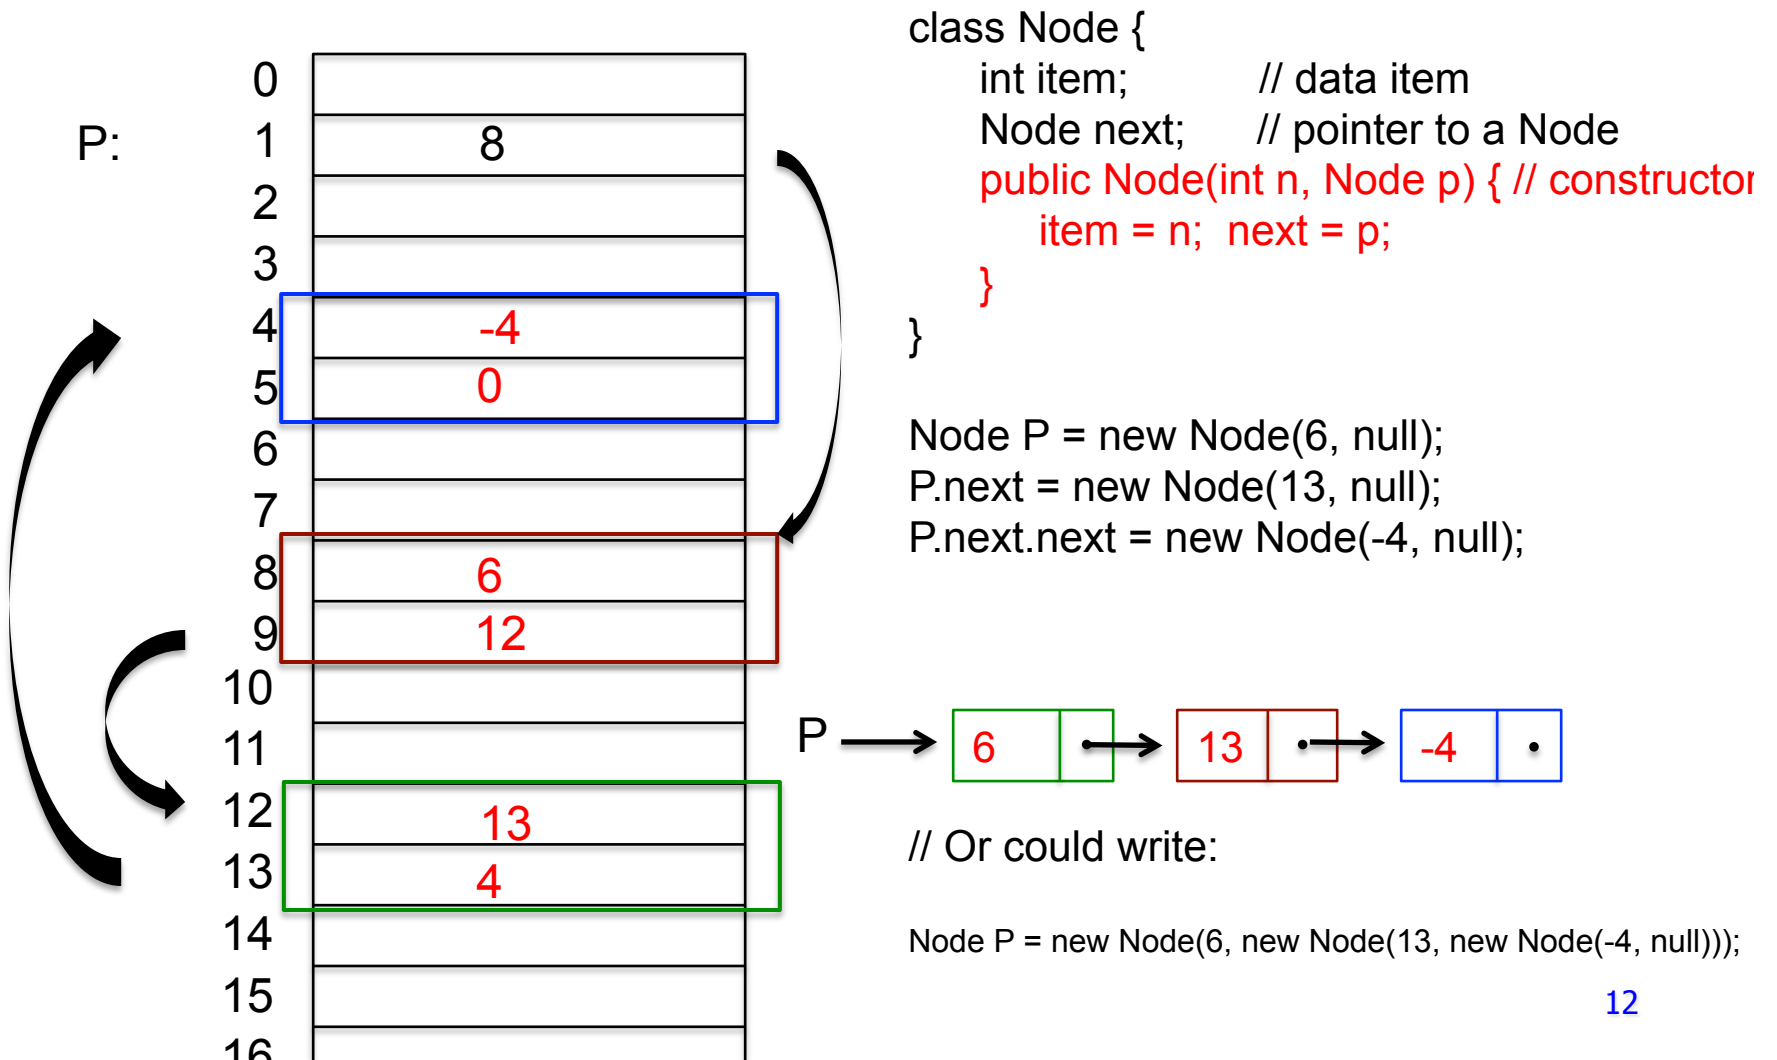 0
P: 1 8
2
3
4 -4
5 0
6
7
8 6
9 12
10
11
12 13
13 4
14
15
16
class Node {
int item; // data item
Node next; // pointer to a Node
public Node(int n, Node p) { // constructor
item = n; next = p;
}
}
Node P = new Node(6, null);
P.next = new Node(13, null);
P.next.next = new Node(-4, null);
P 6 13 -4
// Or could write:
Node P = new Node(6, new Node(13, new Node(-4, null)));
12